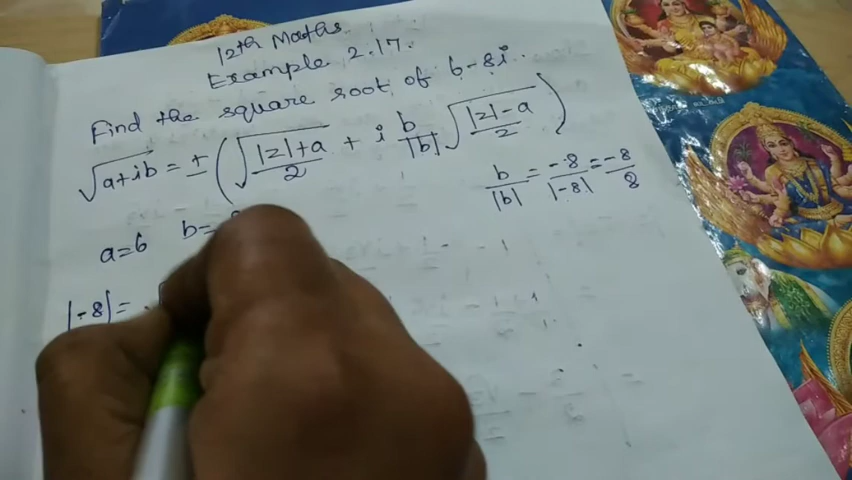 12th Maths
Example 2.17.
Find the square root of 6-8i.
√a+ib = ± (√|z|+a/2 + i b/|b| √|z|-a/2)
b/|b| = -8/|-8| = -8/8
a=6 b=
|-8|=